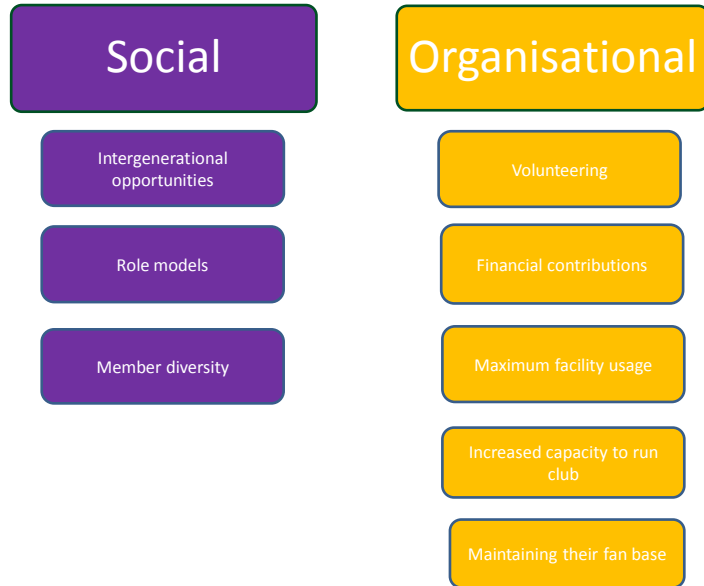 Social
Intergenerational
opportunities
Role models
Member diversity
Organisational
Volunteering
Financial contributions
Maximum facility usage
Increased capacity to run
club
Maintaining their fan base